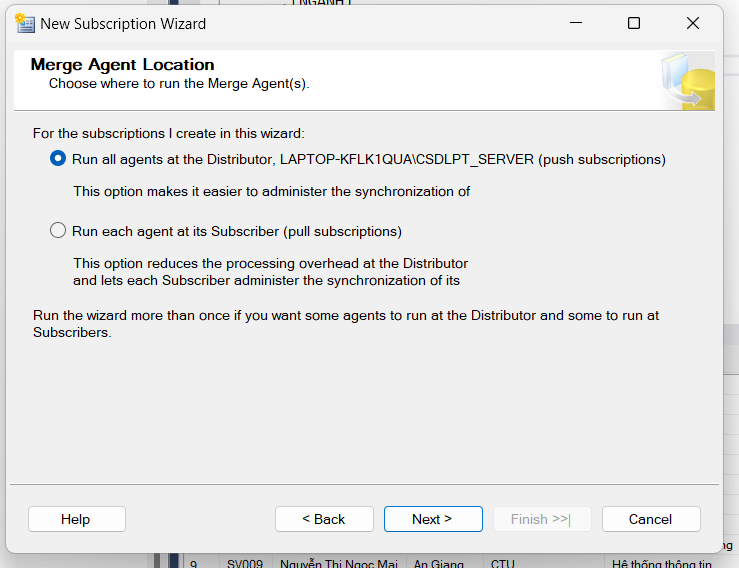 New Subscription Wizard
Merge Agent Location
Choose where to run the Merge Agent(s).
For the subscriptions I create in this wizard:
Run all agents at the Distributor, LAPTOP-KFLK1QUA\CSDLPT_SERVER (push subscriptions)
This option makes it easier to administer the synchronization of
Run each agent at its Subscriber (pull subscriptions)
This option reduces the processing overhead at the Distributor
and lets each Subscriber administer the synchronization of its
Run the wizard more than once if you want some agents to run at the Distributor and some to run at
Subscribers.
Help
< Back
Next >
Finish >>|
Cancel
9 SV009 Nguyễn Thị Ngọc Mai An Giang CTU Hệ thống thông tin